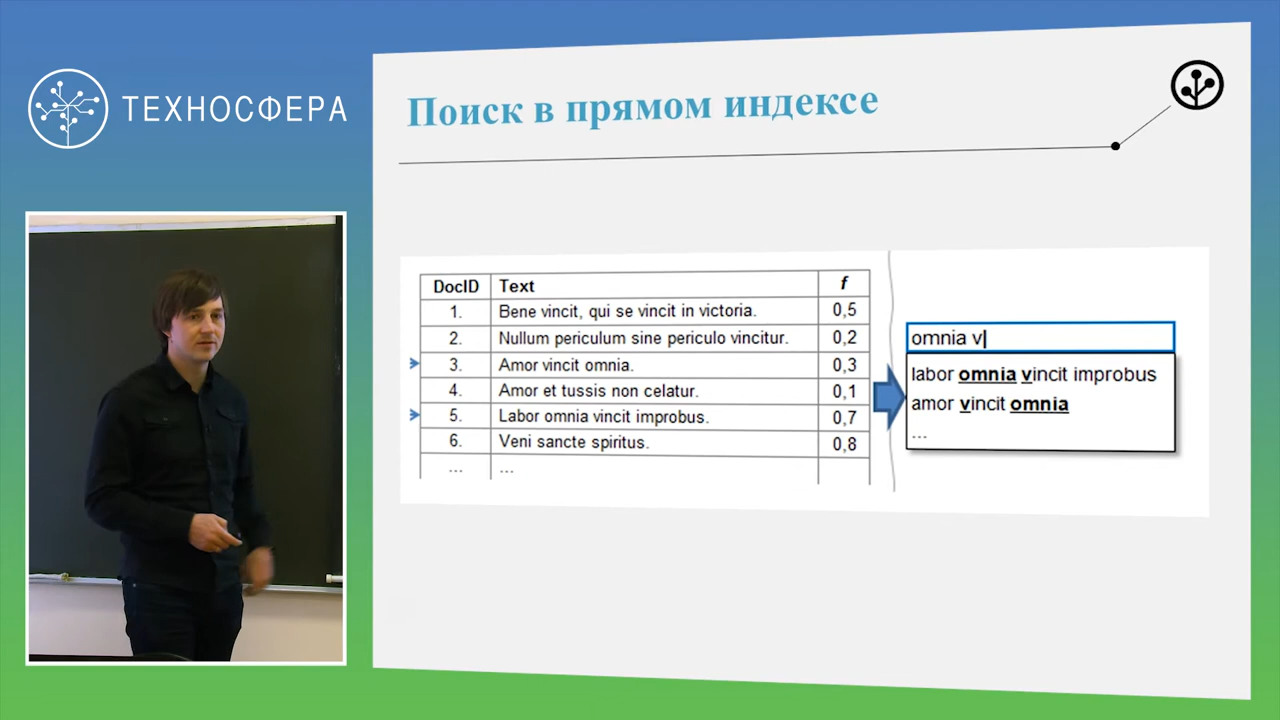 ТЕХНОСФЕРА
Поиск в прямом индексе
DocID Text f
1. Bene vincit, qui se vincit in victoria. 0,5
2. Nullum periculum sine periculo vincitur. 0,2
3. Amor vincit omnia. 0,3
4. Amor et tussis non celatur. 0,1
5. Labor omnia vincit improbus. 0,7
6. Veni sancte spiritus. 0,8
... ...
omnia v|
labor omnia vincit improbus
amor vincit omnia
...